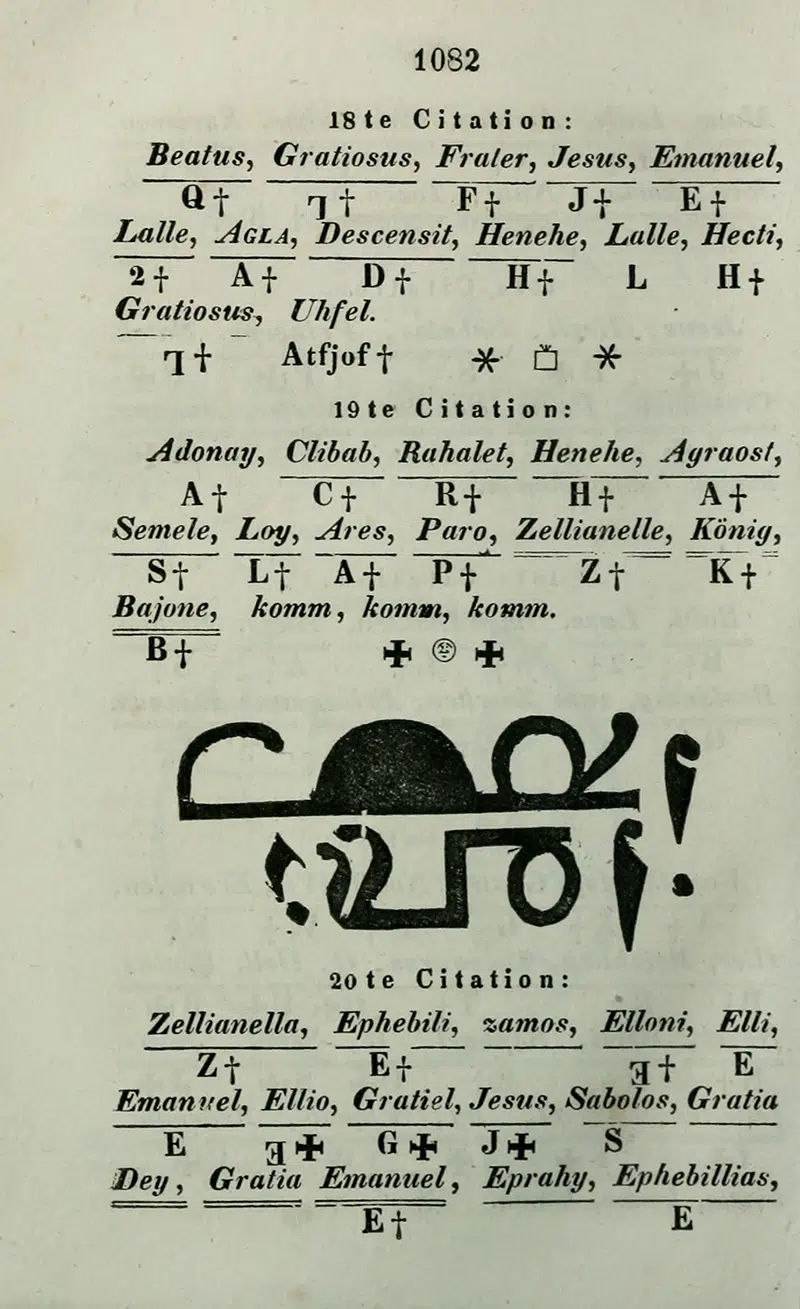 1082
18te Citation:
Beatus, Gratiosus, Frater, Jesus, Emanuel,
Q† ⅂† F† J† E†
Lalle, AGLA, Descensit, Henehe, Lalle, Hecti,
2† A† D† H† L H†
Gratiosus, Uhfel.
⅂† Atfjof†
19te Citation:
Adonay, Clibab, Rahalet, Henehe, Agraost,
A† C† R† H† A†
Semele, Loy, Ares, Paro, Zellianelle, König,
S† L† A† P† Z† K†
Bajone, komm, komm, komm.
B† ✠ ✠
20te Citation:
Zellianella, Ephebili, zamos, Elloni, Elli,
Z† E† † E
Emanuel, Ellio, Gratiel, Jesus, Sabolos, Gratia
E ✠ G✠ J✠ S
Dey, Gratia Emanuel, Eprahy, Ephebillias,
E† E